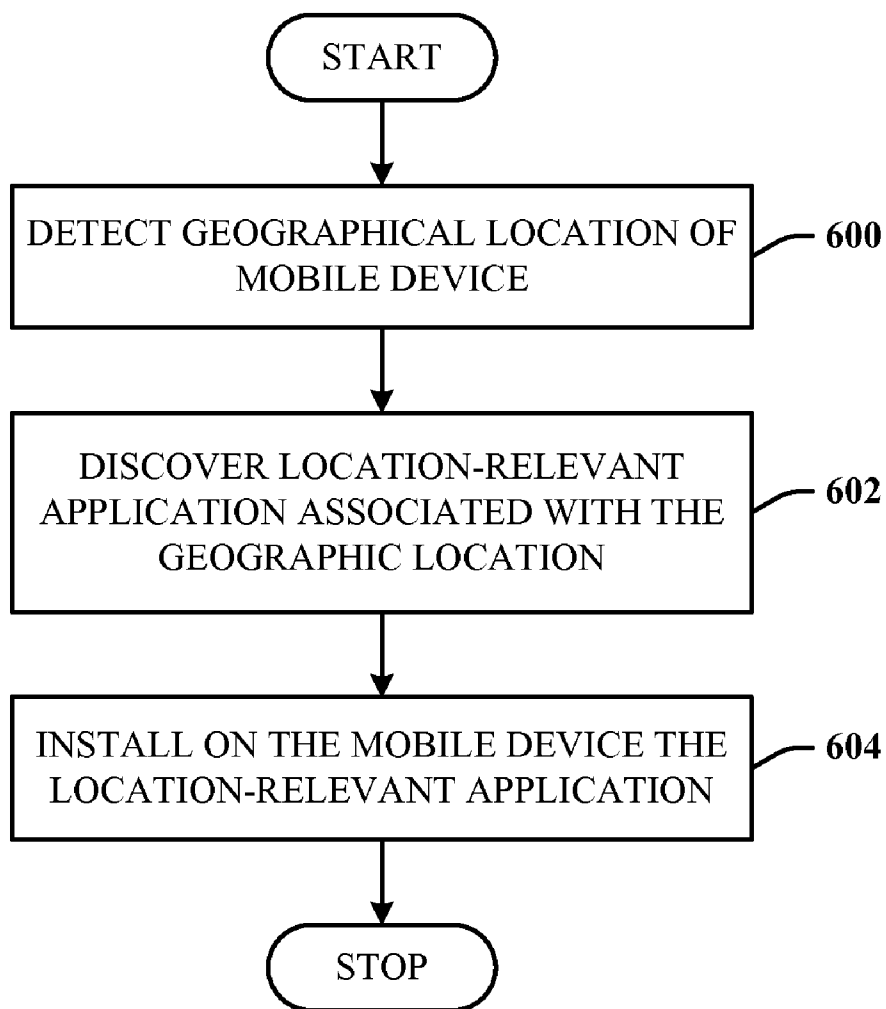 START
DETECT GEOGRAPHICAL LOCATION OF
MOBILE DEVICE
600
DISCOVER LOCATION-RELEVANT
APPLICATION ASSOCIATED WITH THE
GEOGRAPHIC LOCATION
602
INSTALL ON THE MOBILE DEVICE THE
LOCATION-RELEVANT APPLICATION
604
STOP